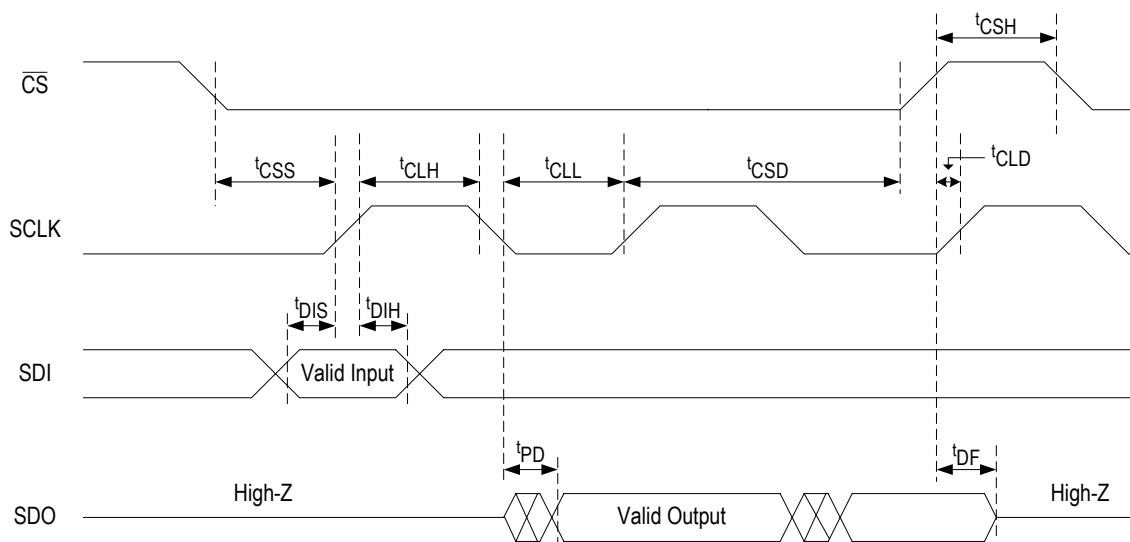 tCSH
C̅S̅
tCLD
tCSS
tCLH
tCLL
tCSD
SCLK
tDIS
tDIH
SDI
Valid Input
tPD
tDF
High-Z
High-Z
SDO
Valid Output